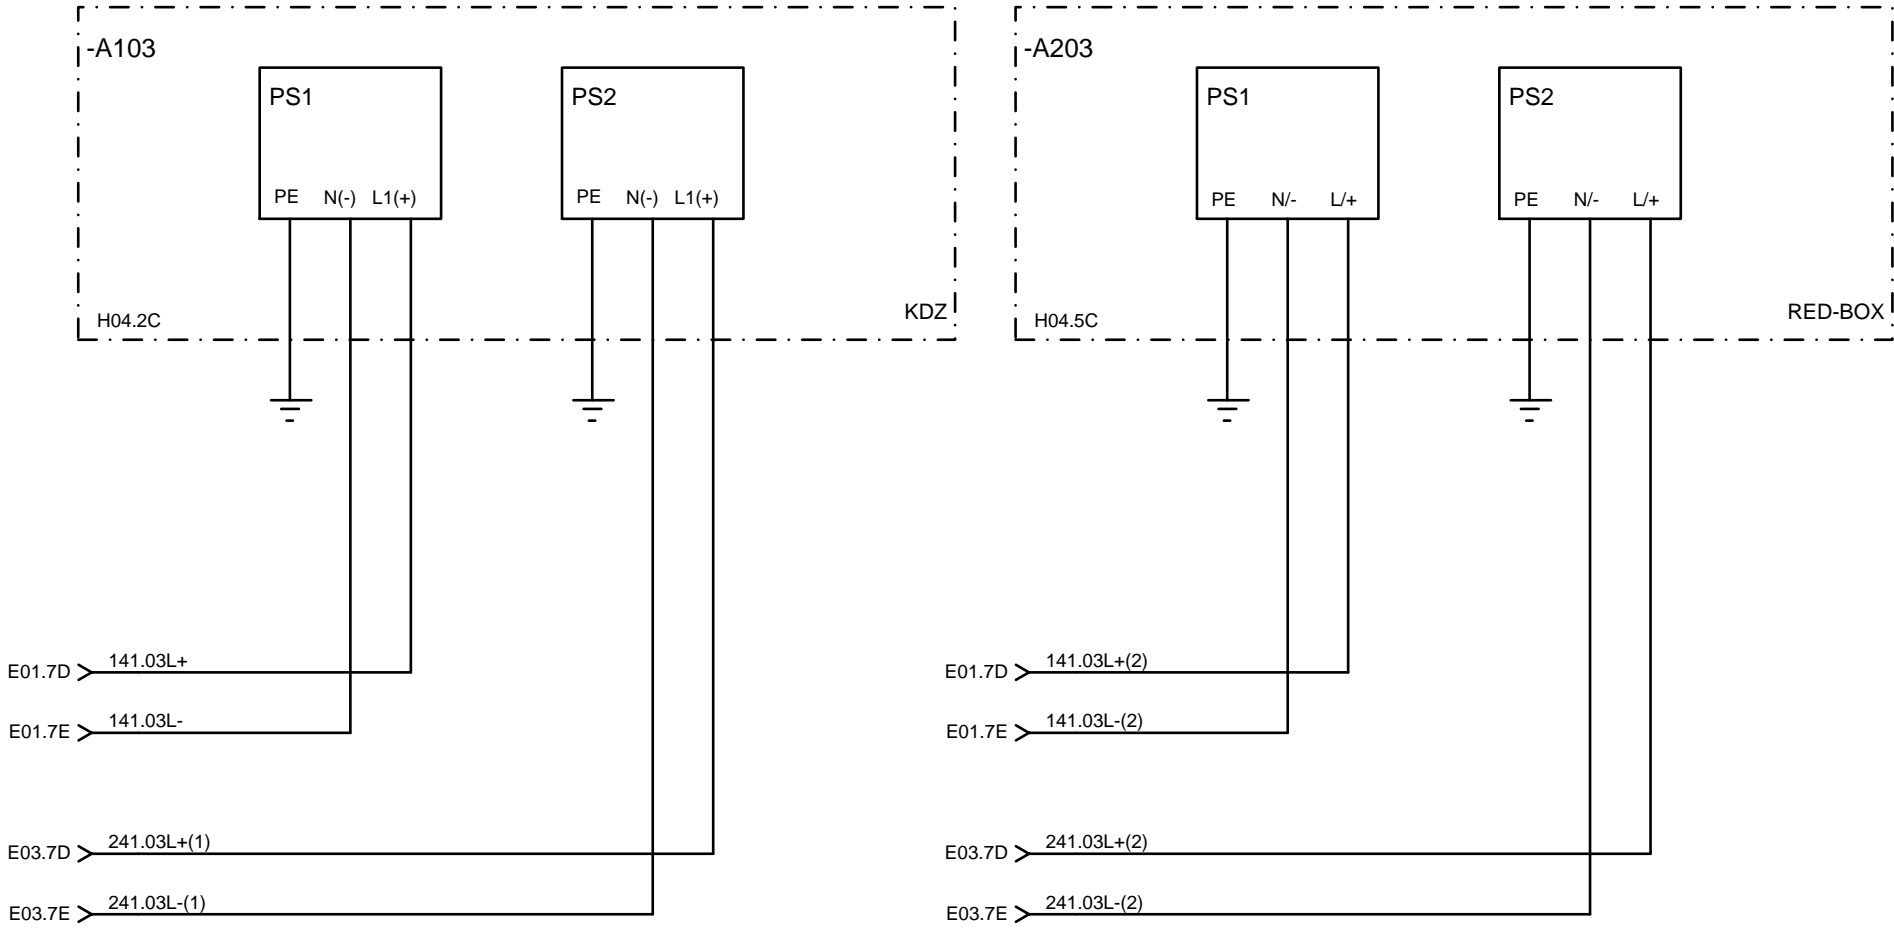 -A103
PS1
PE N(-) L1(+)
PS2
PE N(-) L1(+)
H04.2C
KDZ
E01.7D 141.03L+
E01.7E 141.03L-
E03.7D 241.03L+(1)
E03.7E 241.03L-(1)
-A203
PS1
PE N/- L/+
PS2
PE N/- L/+
H04.5C
RED-BOX
E01.7D 141.03L+(2)
E01.7E 141.03L-(2)
E03.7D 241.03L+(2)
E03.7E 241.03L-(2)